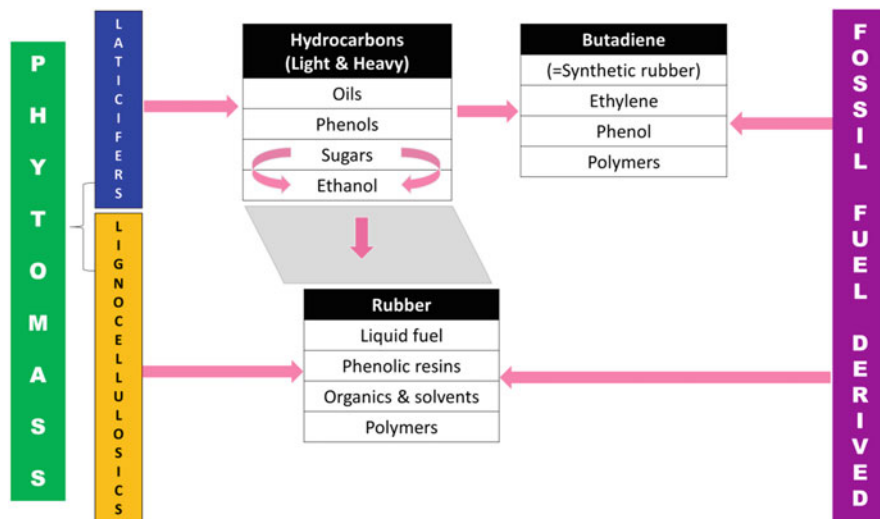 PHYTOMASS
LATICIFERS
LIGNOCELLULOSICS
Hydrocarbons
(Light & Heavy)
Oils
Phenols
Sugars
Ethanol
Butadiene
(=Synthetic rubber)
Ethylene
Phenol
Polymers
Rubber
Liquid fuel
Phenolic resins
Organics & solvents
Polymers
FOSSIL FUEL DERIVED